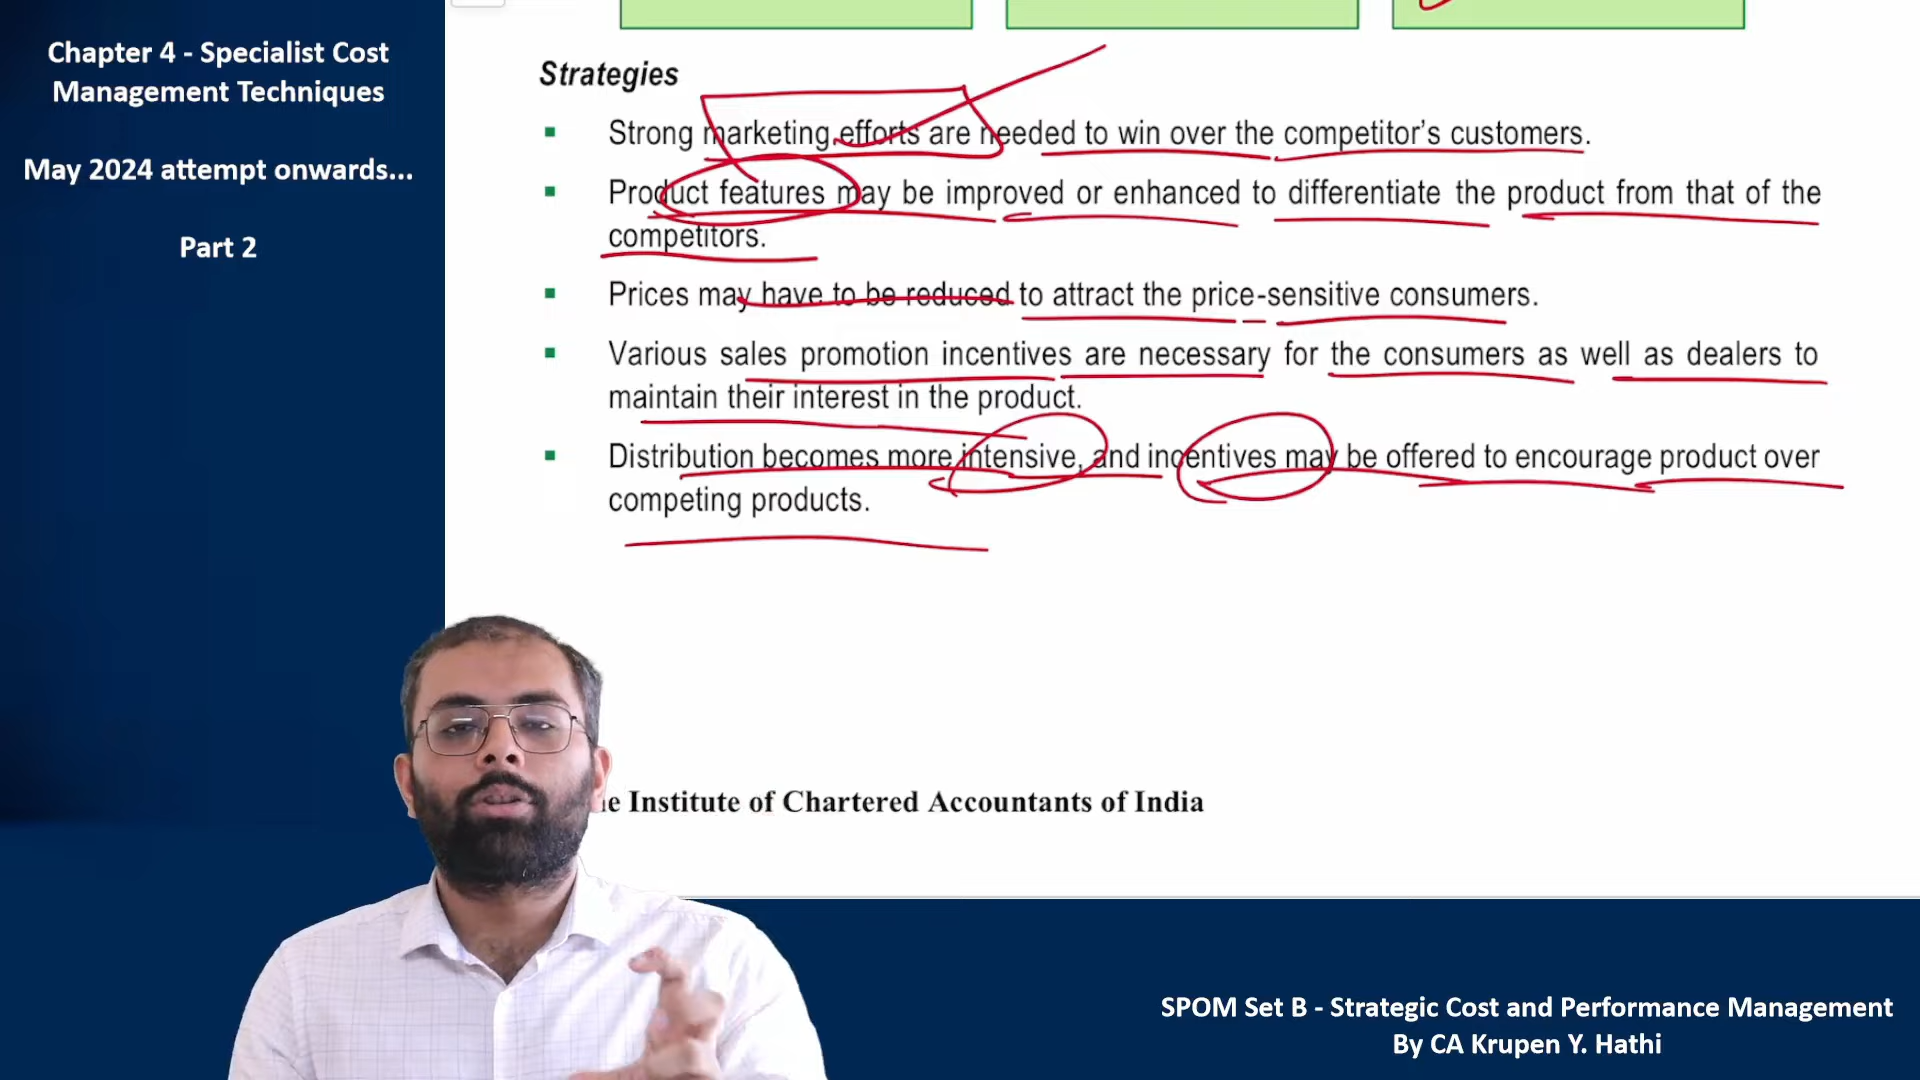 Chapter 4 - Specialist Cost
Management Techniques
May 2024 attempt onwards...
Part 2
Strategies
Strong marketing efforts are needed to win over the competitor’s customers.
Product features may be improved or enhanced to differentiate the product from that of the
competitors.
Prices may have to be reduced to attract the price-sensitive consumers.
Various sales promotion incentives are necessary for the consumers as well as dealers to
maintain their interest in the product.
Distribution becomes more intensive, and incentives may be offered to encourage product over
competing products.
Institute of Chartered Accountants of India
SPOM Set B - Strategic Cost and Performance Management
By CA Krupen Y. Hathi